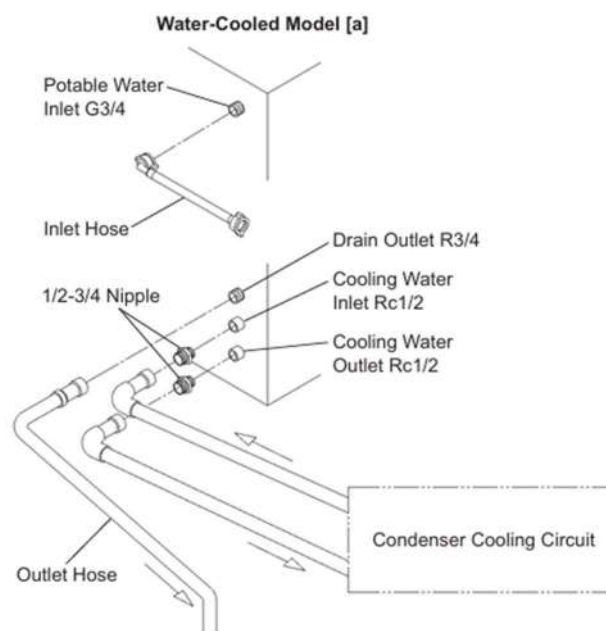 Water-Cooled Model [a]
Potable Water
Inlet G3/4
Inlet Hose
Drain Outlet R3/4
1/2-3/4 Nipple
Cooling Water
Inlet Rc1/2
Cooling Water
Outlet Rc1/2
Condenser Cooling Circuit
Outlet Hose